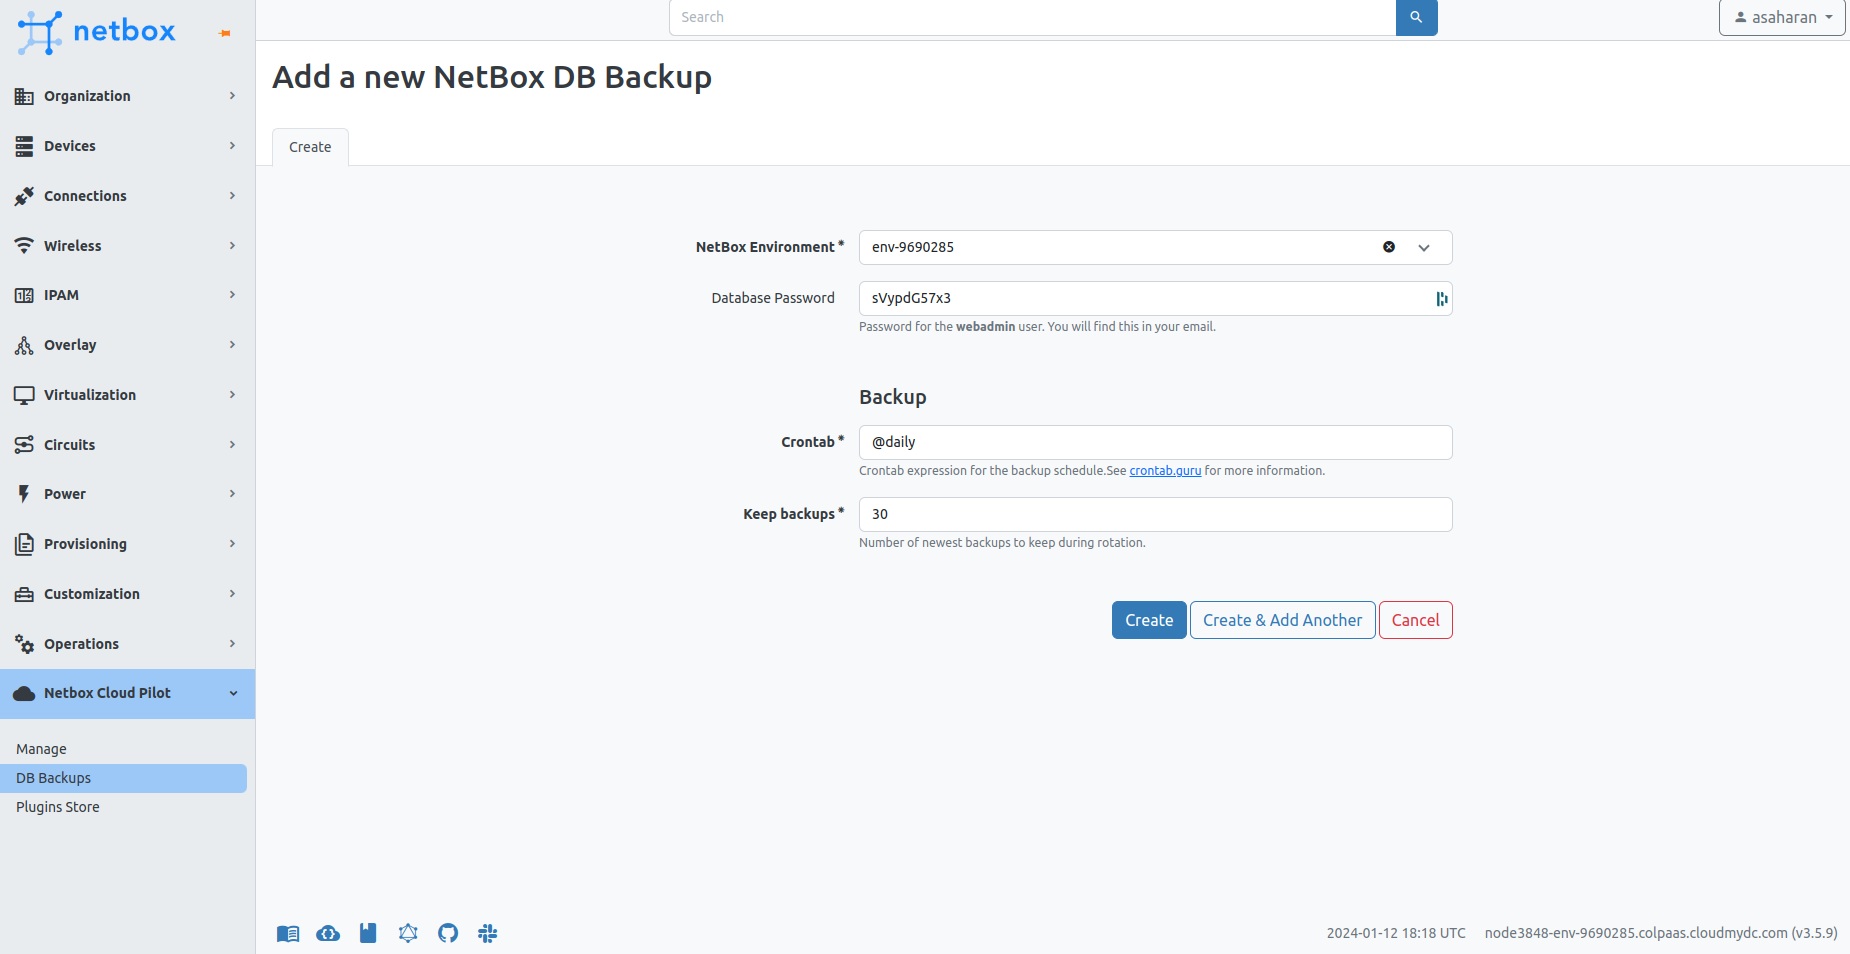 netbox
Search
asaharan
Add a new NetBox DB Backup
Create
Organization
Devices
Connections
Wireless
IPAM
Overlay
Virtualization
Circuits
Power
Provisioning
Customization
Operations
Netbox Cloud Pilot
Manage
DB Backups
Plugins Store
NetBox Environment *
env-9690285
Database Password
sVypdG57x3
Password for the webadmin user. You will find this in your email.
Backup
Crontab *
@daily
Crontab expression for the backup schedule.See crontab.guru for more information.
Keep backups *
30
Number of newest backups to keep during rotation.
Create
Create & Add Another
Cancel
2024-01-12 18:18 UTC
node3848-env-9690285.colpaas.cloudmydc.com (v3.5.9)